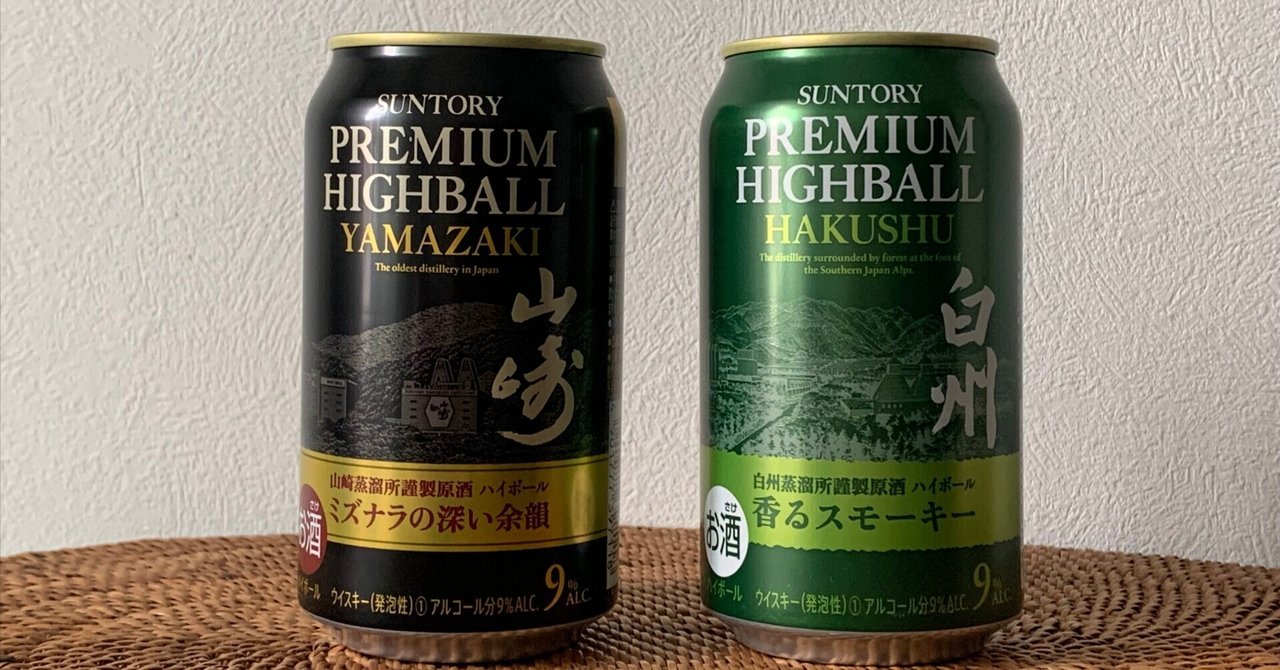 SUNTORY
PREMIUM
HIGHBALL
YAMAZAKI
The oldest distillery in Japan
山崎
山崎蒸溜所謹製原酒 ハイボール
ミズナラの深い余韻
さけ
お酒
ウイスキー(発泡性)① アルコール分9%ALC.
9%
ALC.
SUNTORY
PREMIUM
HIGHBALL
HAKUSHU
The distillery surrounded by forest at the foot of
the Southern Japan Alps.
白州
白州蒸溜所謹製原酒 ハイボール
香るスモーキー
さけ
お酒
ハイボール
ウイスキー(発泡性)① アルコール分9%ALC.
9%
ALC.